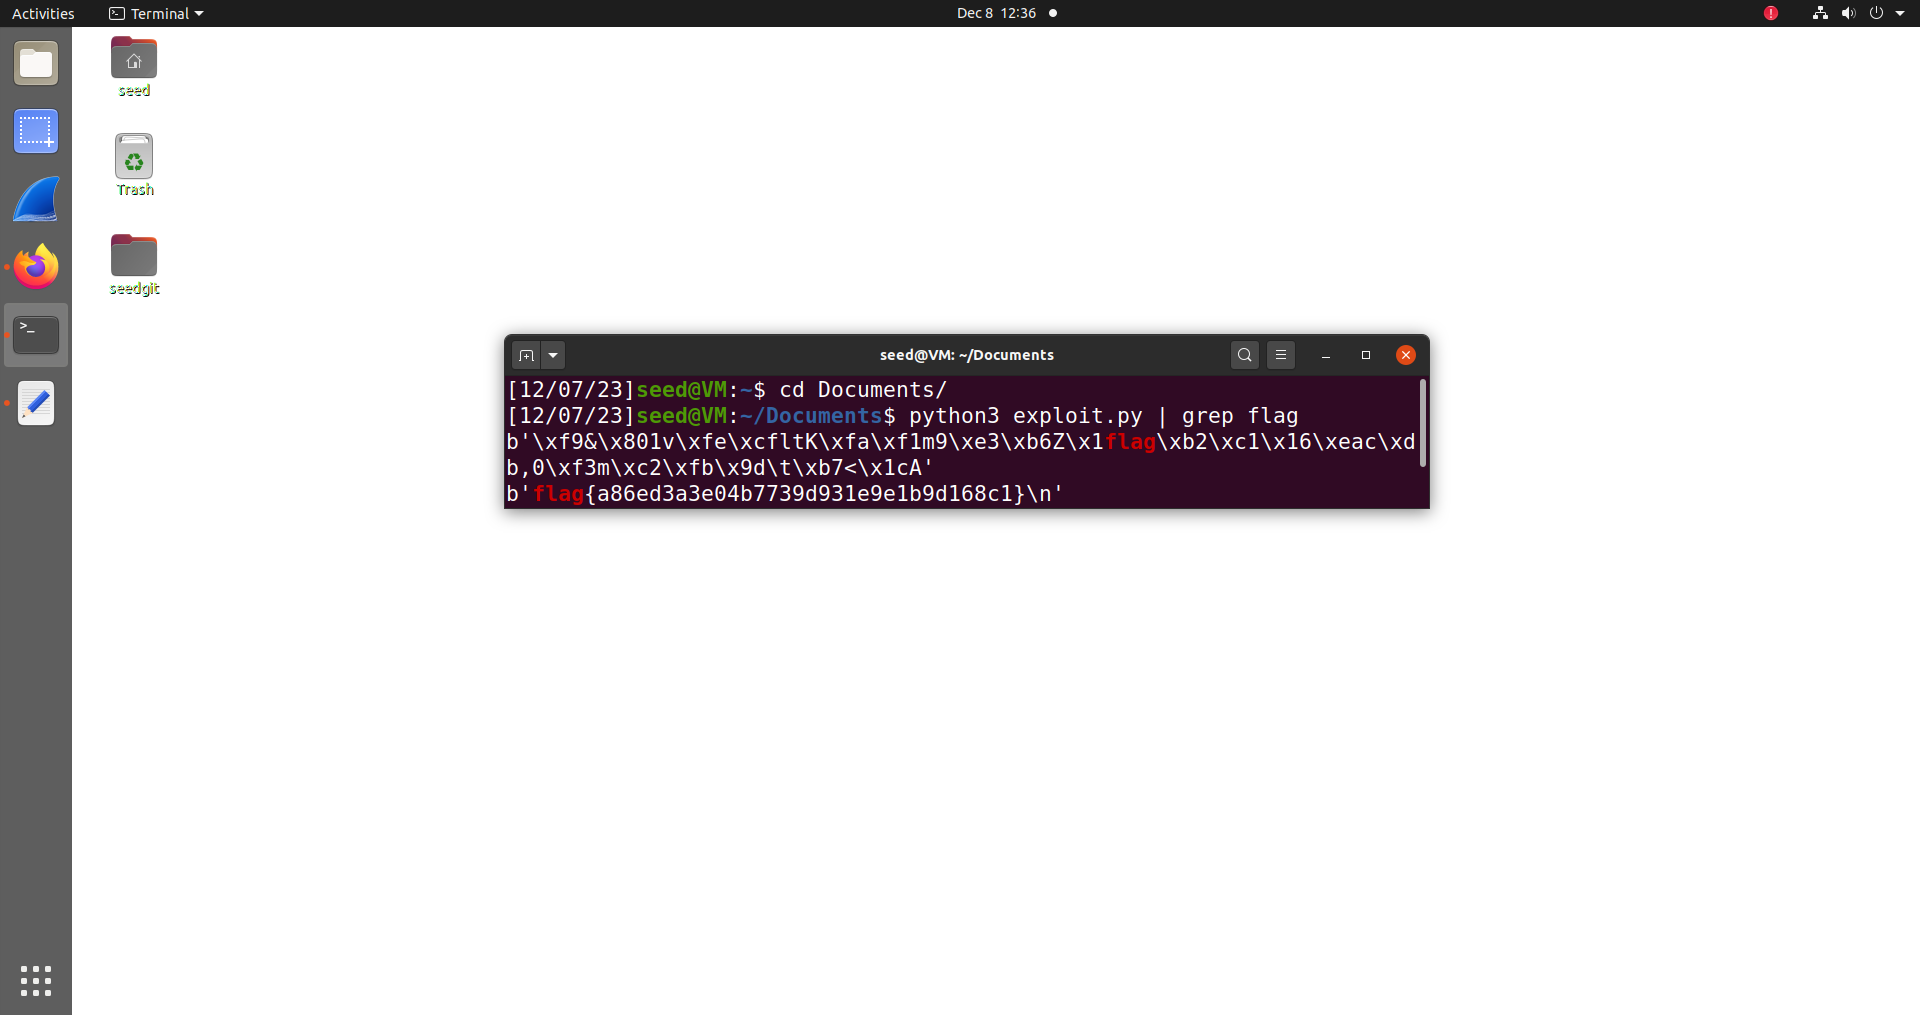 Activities
Terminal
Dec 8 12:36
seed
Trash
seedgit
seed@VM: ~/Documents
[12/07/23]seed@VM:~$ cd Documents/
[12/07/23]seed@VM:~/Documents$ python3 exploit.py | grep flag
b'\xf9&\x801v\xfe\xcfltK\xfa\xf1m9\xe3\xb6Z\x1flag\xb2\xc1\x16\xeac\xd
b,0\xf3m\xc2\xfb\x9d\t\xb7<\x1cA'
b'flag{a86ed3a3e04b7739d931e9e1b9d168c1}\n'